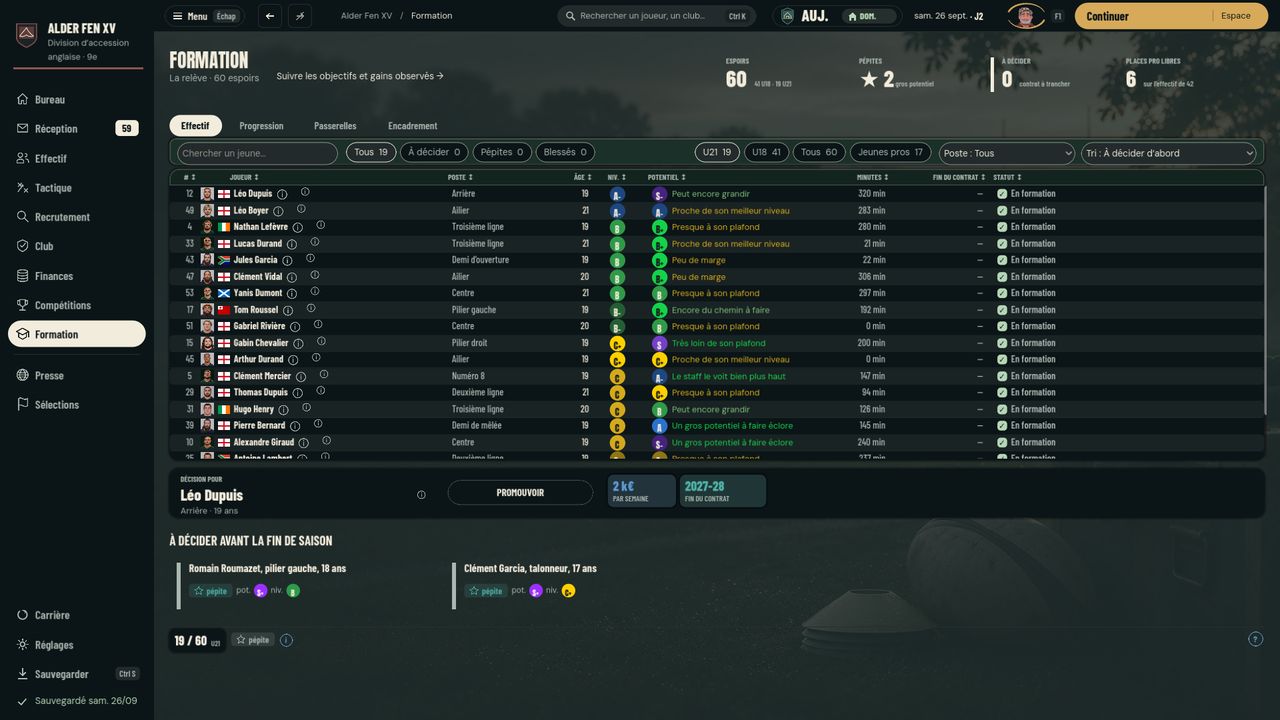 ALDER FEN XV
Division d'accession
anglaise · 9e
Bureau
Réception 59
Effectif
Tactique
Recrutement
Club
Finances
Compétitions
Formation
Presse
Sélections
Carrière
Réglages
Sauvegarder Ctrl S
Sauvegardé sam. 26/09
Menu Échap
Alder Fen XV / Formation
Rechercher un joueur, un club... Ctrl K
AUJ. DOM.
sam. 26 sept. · J2
F1
Continuer Espace
FORMATION
La relève · 60 espoirs
Suivre les objectifs et gains observés →
ESPOIRS
60 41 U18 · 19 U21
PÉPITES
★ 2 gros potentiel
À DÉCIDER
0 contrat à trancher
PLACES PRO LIBRES
6 sur l'effectif de 42
Effectif Progression Passerelles Encadrement
Chercher un jeune... Tous 19 À décider 0 Pépites 0 Blessés 0 U21 19 U18 41 Tous 60 Jeunes pros 17 Poste : Tous Tri : À décider d'abord
# JOUEUR POSTE ÂGE NIV. POTENTIEL MINUTES FIN DU CONTRAT STATUT
12 Léo Dupuis Arrière 19 A- S- Peut encore grandir 320 min – En formation
49 Léo Boyer Ailier 21 A- A- Proche de son meilleur niveau 283 min – En formation
4 Nathan Lefèvre Troisième ligne 19 B B+ Presque à son plafond 280 min – En formation
33 Lucas Durand Troisième ligne 21 B B+ Proche de son meilleur niveau 21 min – En formation
43 Jules Garcia Demi d'ouverture 19 B B+ Peu de marge 22 min – En formation
47 Clément Vidal Ailier 20 B B+ Peu de marge 306 min – En formation
53 Yanis Dumont Centre 21 B B Presque à son plafond 297 min – En formation
17 Tom Roussel Pilier gauche 19 B- B+ Encore du chemin à faire 192 min – En formation
51 Gabriel Rivière Centre 20 B- B Presque à son plafond 0 min – En formation
15 Gabin Chevalier Pilier droit 19 C+ S Très loin de son plafond 200 min – En formation
45 Arthur Durand Ailier 19 C+ C+ Proche de son meilleur niveau 0 min – En formation
5 Clément Mercier Numéro 8 19 C A- Le staff le voit bien plus haut 147 min – En formation
29 Thomas Dupuis Deuxième ligne 21 C C+ Presque à son plafond 94 min – En formation
31 Hugo Henry Troisième ligne 20 C B Peut encore grandir 126 min – En formation
39 Pierre Bernard Demi de mêlée 19 C A Un gros potentiel à faire éclore 145 min – En formation
10 Alexandre Giraud Centre 19 C S- Un gros potentiel à faire éclore 240 min – En formation
25 Antoine Lambert Deuxième ligne 19 Presque à son plafond 237 min – En formation
DÉCISION POUR
Léo Dupuis
Arrière · 19 ans
PROMOUVOIR
2 k€
PAR SEMAINE
2027-28
FIN DU CONTRAT
À DÉCIDER AVANT LA FIN DE SAISON
Romain Roumazet, pilier gauche, 18 ans
pépite pot. S+ niv. B
Clément Garcia, talonneur, 17 ans
pépite pot. S+ niv. C+
19 / 60 U21 pépite
?